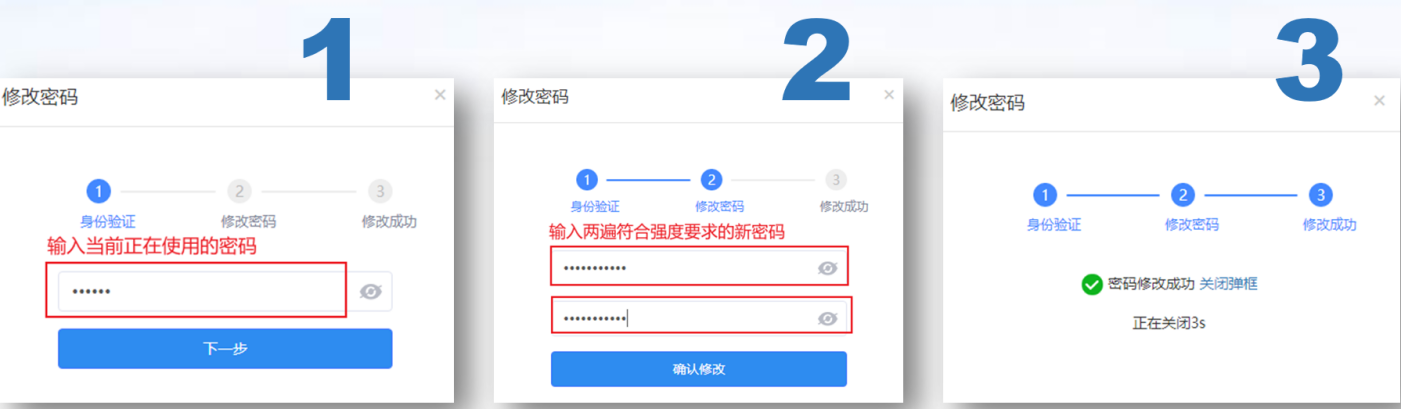 1
修改密码 ×
1 2 3
身份验证 修改密码 修改成功
输入当前正在使用的密码
••••••
下一步
2
修改密码 ×
1 2 3
身份验证 修改密码 修改成功
输入两遍符合强度要求的新密码
•••••••••••
•••••••••••
确认修改
3
修改密码 ×
1 2 3
身份验证 修改密码 修改成功
密码修改成功 关闭弹框
正在关闭3s